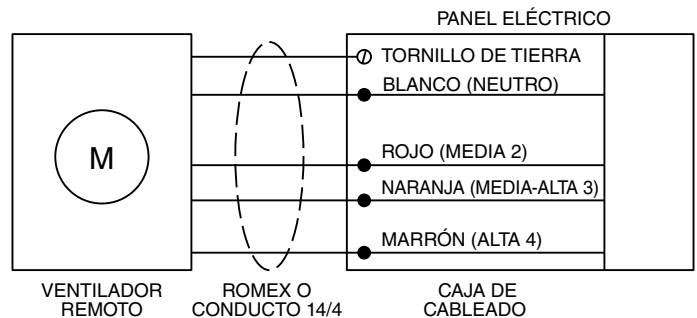 PANEL ELÉCTRICO
TORNILLO DE TIERRA
BLANCO (NEUTRO)
M
ROJO (MEDIA 2)
NARANJA (MEDIA-ALTA 3)
MARRÓN (ALTA 4)
VENTILADOR
REMOTO
ROMEX O
CONDUCTO 14/4
CAJA DE
CABLEADO